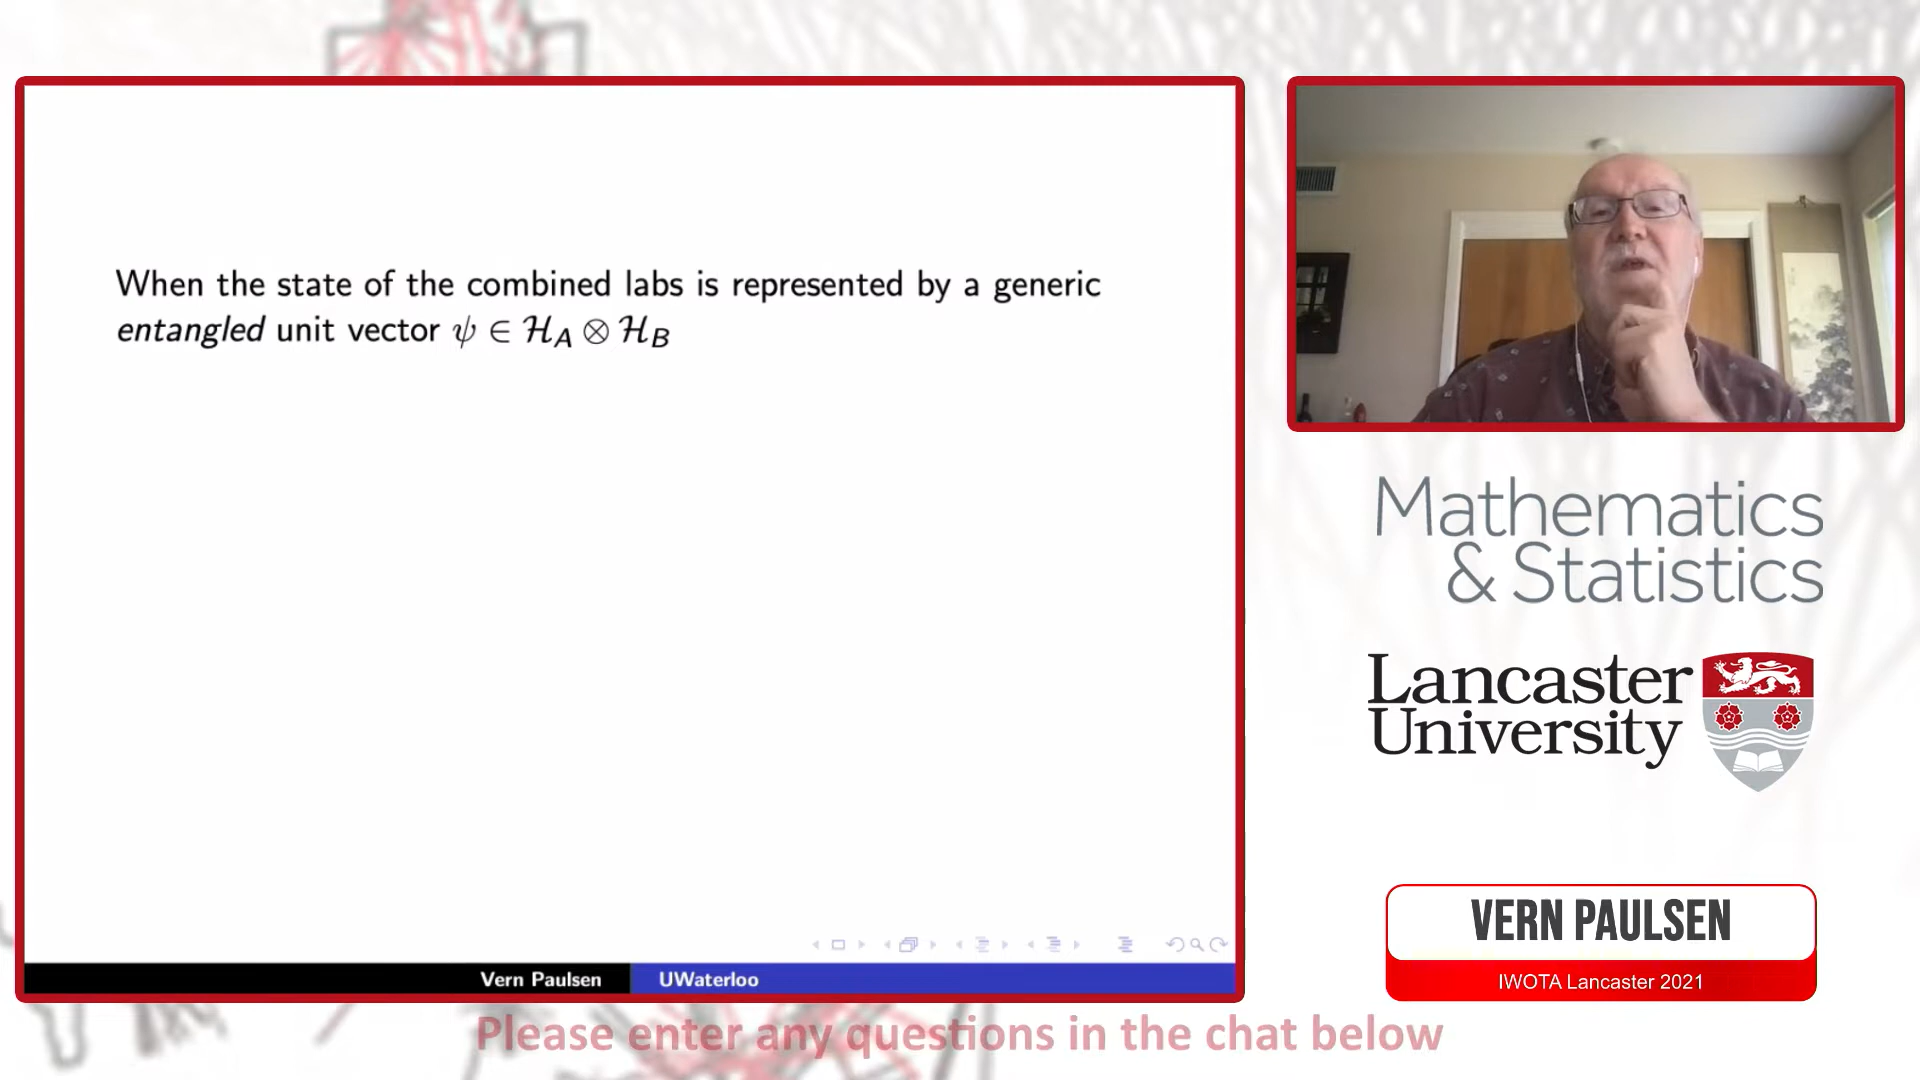 When the state of the combined labs is represented by a generic
entangled unit vector ψ ∈ ℋ_A ⊗ ℋ_B
Vern Paulsen UWaterloo
Mathematics
& Statistics
Lancaster
University
VERN PAULSEN
IWOTA Lancaster 2021
Please enter any questions in the chat below